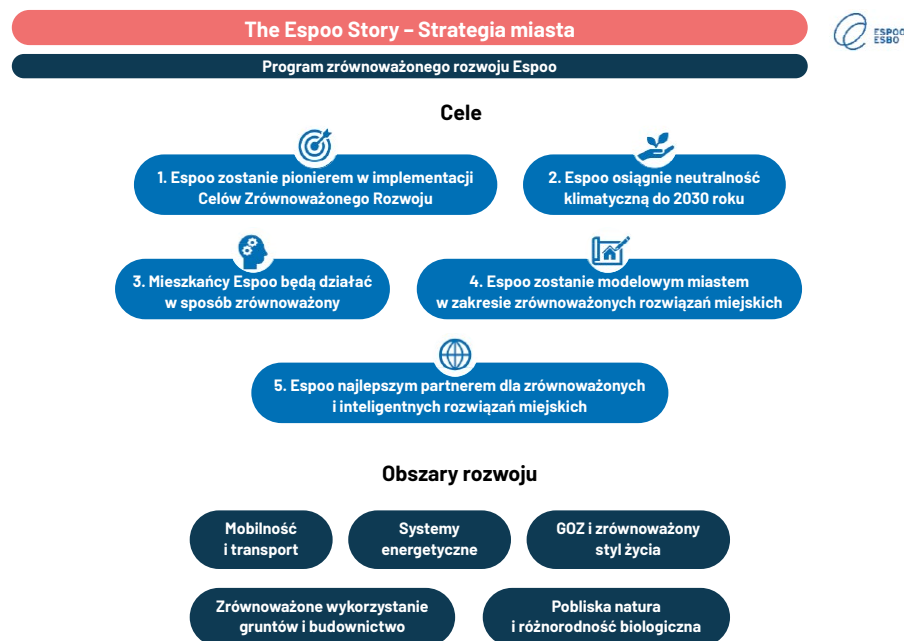 The Espoo Story – Strategia miasta
ESPOO
ESBO
Program zrównoważonego rozwoju Espoo
Cele
1. Espoo zostanie pionierem w implementacji
Celów Zrównoważonego Rozwoju
2. Espoo osiągnie neutralność
klimatyczną do 2030 roku
3. Mieszkańcy Espoo będą działać
w sposób zrównoważony
4. Espoo zostanie modelowym miastem
w zakresie zrównoważonych rozwiązań miejskich
5. Espoo najlepszym partnerem dla zrównoważonych
i inteligentnych rozwiązań miejskich
Obszary rozwoju
Mobilność
i transport
Systemy
energetyczne
GOZ i zrównoważony
styl życia
Zrównoważone wykorzystanie
gruntów i budownictwo
Pobliska natura
i różnorodność biologiczna